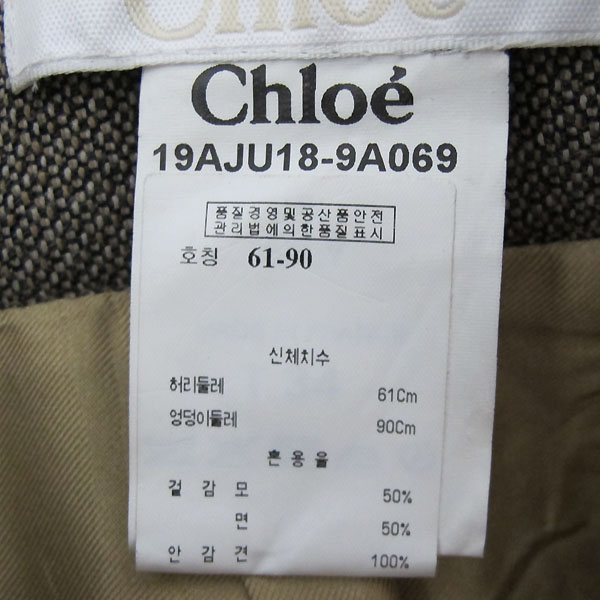 Chloé
Chloé
19AJU18-9A069
품질경영및공산품안전
관리법에의한품질표시
호칭 61-90
신체치수
허리둘레 61Cm
엉덩이둘레 90Cm
혼용율
겉감모 50%
면 50%
안감견 100%